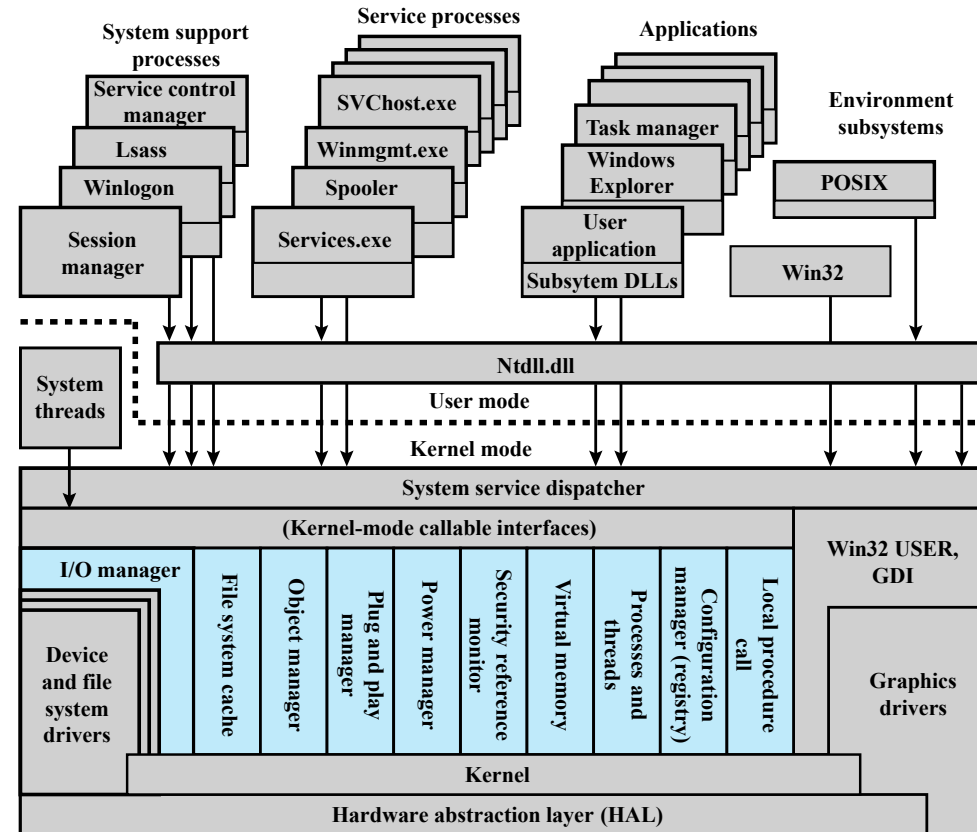 System support
processes
Service processes
Applications
Environment
subsystems
Service control
manager
Lsass
Winlogon
Session
manager
SVChost.exe
Winmgmt.exe
Spooler
Services.exe
Task manager
Windows
Explorer
User
application
Subsytem DLLs
POSIX
Win32
System
threads
Ntdll.dll
User mode
Kernel mode
System service dispatcher
(Kernel-mode callable interfaces)
Win32 USER,
GDI
I/O manager
Device
and file
system
drivers
File system cache
Object manager
Plug and play
manager
Power manager
Security reference
monitor
Virtual memory
Processes and
threads
Configuration
manager (registry)
Local procedure
call
Graphics
drivers
Kernel
Hardware abstraction layer (HAL)